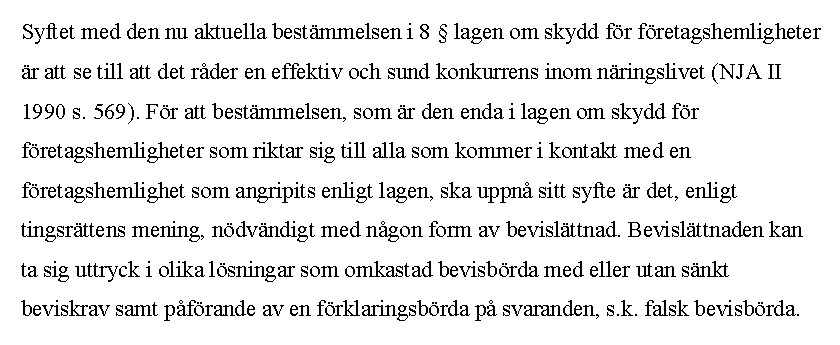 Syftet med den nu aktuella bestämmelsen i 8 § lagen om skydd för företagshemligheter
är att se till att det råder en effektiv och sund konkurrens inom näringslivet (NJA II
1990 s. 569). För att bestämmelsen, som är den enda i lagen om skydd för
företagshemligheter som riktar sig till alla som kommer i kontakt med en
företagshemlighet som angripits enligt lagen, ska uppnå sitt syfte är det, enligt
tingsrättens mening, nödvändigt med någon form av bevislättnad. Bevislättnaden kan
ta sig uttryck i olika lösningar som omkastad bevisbörda med eller utan sänkt
beviskrav samt påförande av en förklaringsbörda på svaranden, s.k. falsk bevisbörda.